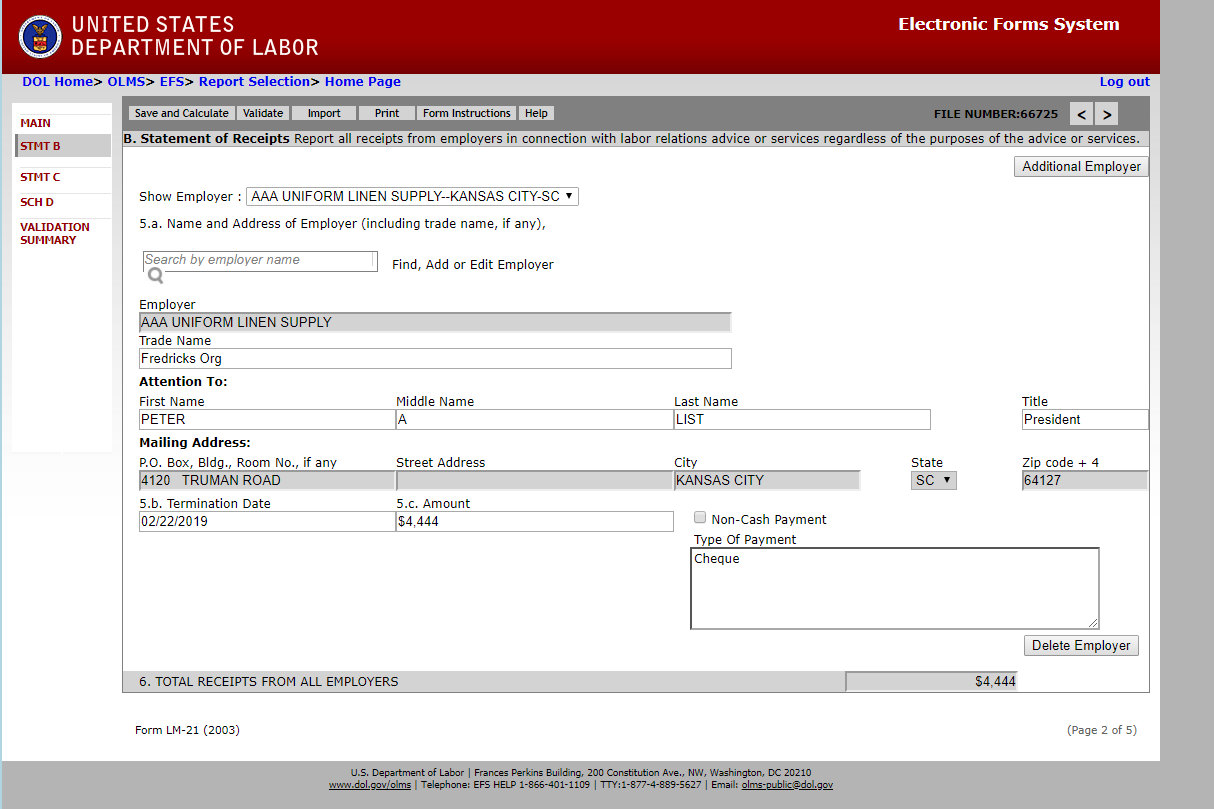 UNITED STATES
DEPARTMENT OF LABOR
Electronic Forms System
DOL Home> OLMS> EFS> Report Selection> Home Page
Log out
MAIN
STMT B
STMT C
SCH D
VALIDATION
SUMMARY
Save and Calculate Validate Import Print Form Instructions Help
FILE NUMBER:66725 < >
B. Statement of Receipts Report all receipts from employers in connection with labor relations advice or services regardless of the purposes of the advice or services.
Additional Employer
Show Employer : AAA UNIFORM LINEN SUPPLY--KANSAS CITY-SC
5.a. Name and Address of Employer (including trade name, if any),
Search by employer name
Find, Add or Edit Employer
Employer
AAA UNIFORM LINEN SUPPLY
Trade Name
Fredricks Org
Attention To:
First Name Middle Name Last Name Title
PETER A LIST President
Mailing Address:
P.O. Box, Bldg., Room No., if any Street Address City State Zip code + 4
4120 TRUMAN ROAD KANSAS CITY SC 64127
5.b. Termination Date 5.c. Amount
02/22/2019 $4,444
Non-Cash Payment
Type Of Payment
Cheque
Delete Employer
6. TOTAL RECEIPTS FROM ALL EMPLOYERS $4,444
Form LM-21 (2003) (Page 2 of 5)
U.S. Department of Labor | Frances Perkins Building, 200 Constitution Ave., NW, Washington, DC 20210
www.dol.gov/olms | Telephone: EFS HELP 1-866-401-1109 | TTY:1-877-4-889-5627 | Email: olms-public@dol.gov